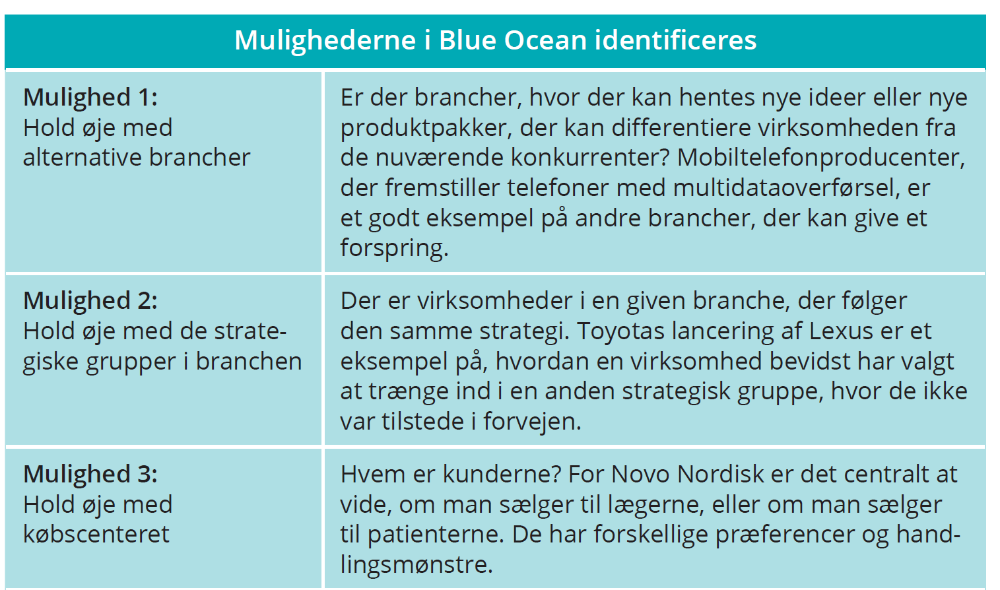 Mulighederne i Blue Ocean identificeres
Mulighed 1:
Hold øje med
alternative brancher
Er der brancher, hvor der kan hentes nye ideer eller nye
produktpakker, der kan differentiere virksomheden fra
de nuværende konkurrenter? Mobiltelefonproducenter,
der fremstiller telefoner med multidataoverførsel, er
et godt eksempel på andre brancher, der kan give et
forspring.
Mulighed 2:
Hold øje med de strate-
giske grupper i branchen
Der er virksomheder i en given branche, der følger
den samme strategi. Toyotas lancering af Lexus er et
eksempel på, hvordan en virksomhed bevidst har valgt
at trænge ind i en anden strategisk gruppe, hvor de ikke
var tilstede i forvejen.
Mulighed 3:
Hold øje med
købscenteret
Hvem er kunderne? For Novo Nordisk er det centralt at
vide, om man sælger til lægerne, eller om man sælger
til patienterne. De har forskellige præferencer og hand-
lingsmønstre.